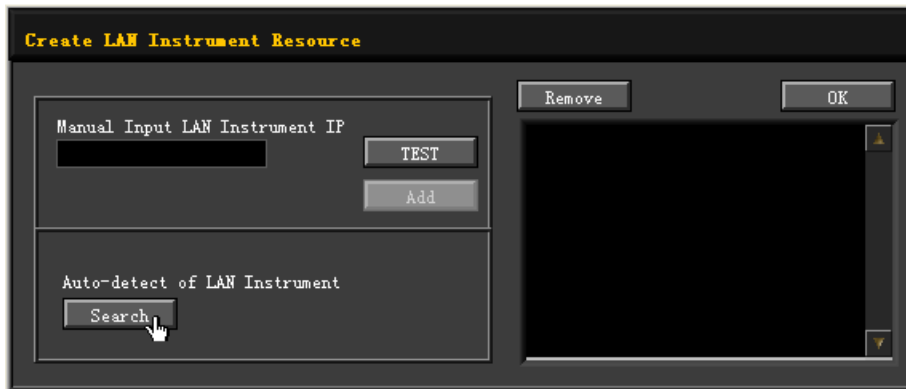 Create LAN Instrument Resource
Remove
OK
Manual Input LAN Instrument IP
TEST
Add
Auto-detect of LAN Instrument
Search